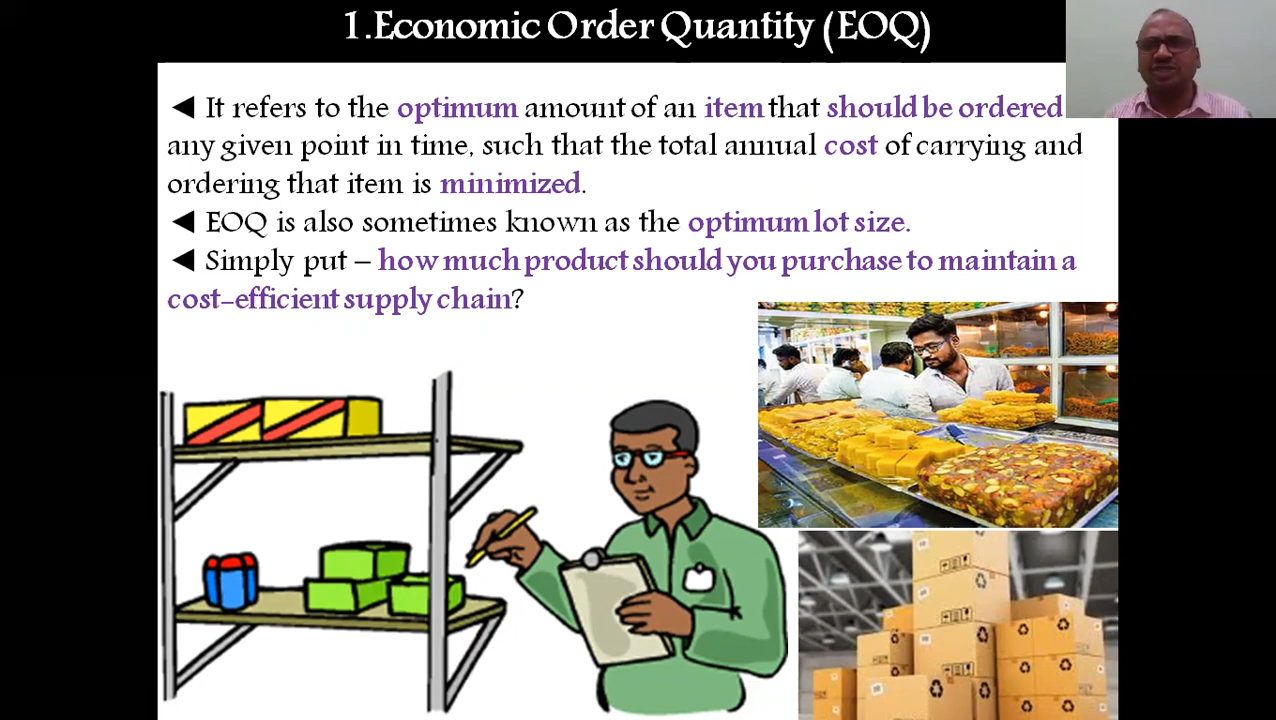 1.Economic Order Quantity (EOQ)
◄ It refers to the optimum amount of an item that should be ordered
any given point in time, such that the total annual cost of carrying and
ordering that item is minimized.
◄ EOQ is also sometimes known as the optimum lot size.
◄ Simply put – how much product should you purchase to maintain a
cost-efficient supply chain?